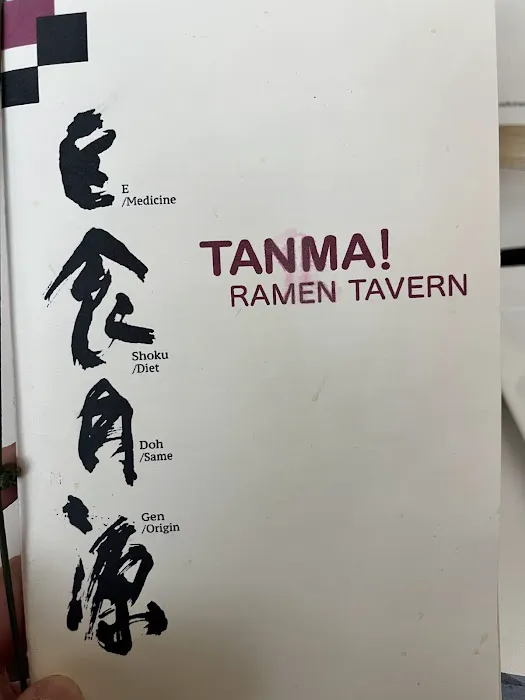 医
E
/Medicine
食
Shoku
/Diet
同
Doh
/Same
源
Gen
/Origin
TANMA!
RAMEN TAVERN